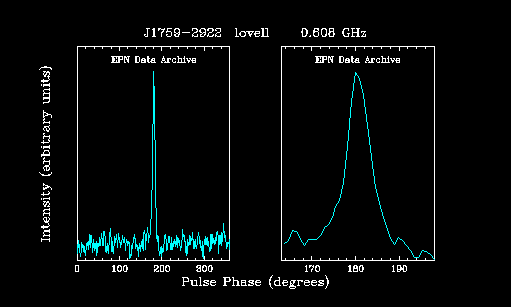 J1759-2922 lovell 0.608 GHz
EPN Data Archive EPN Data Archive
Intensity (arbitrary units)
0 100 200 300 170 180 190
Pulse Phase (degrees)